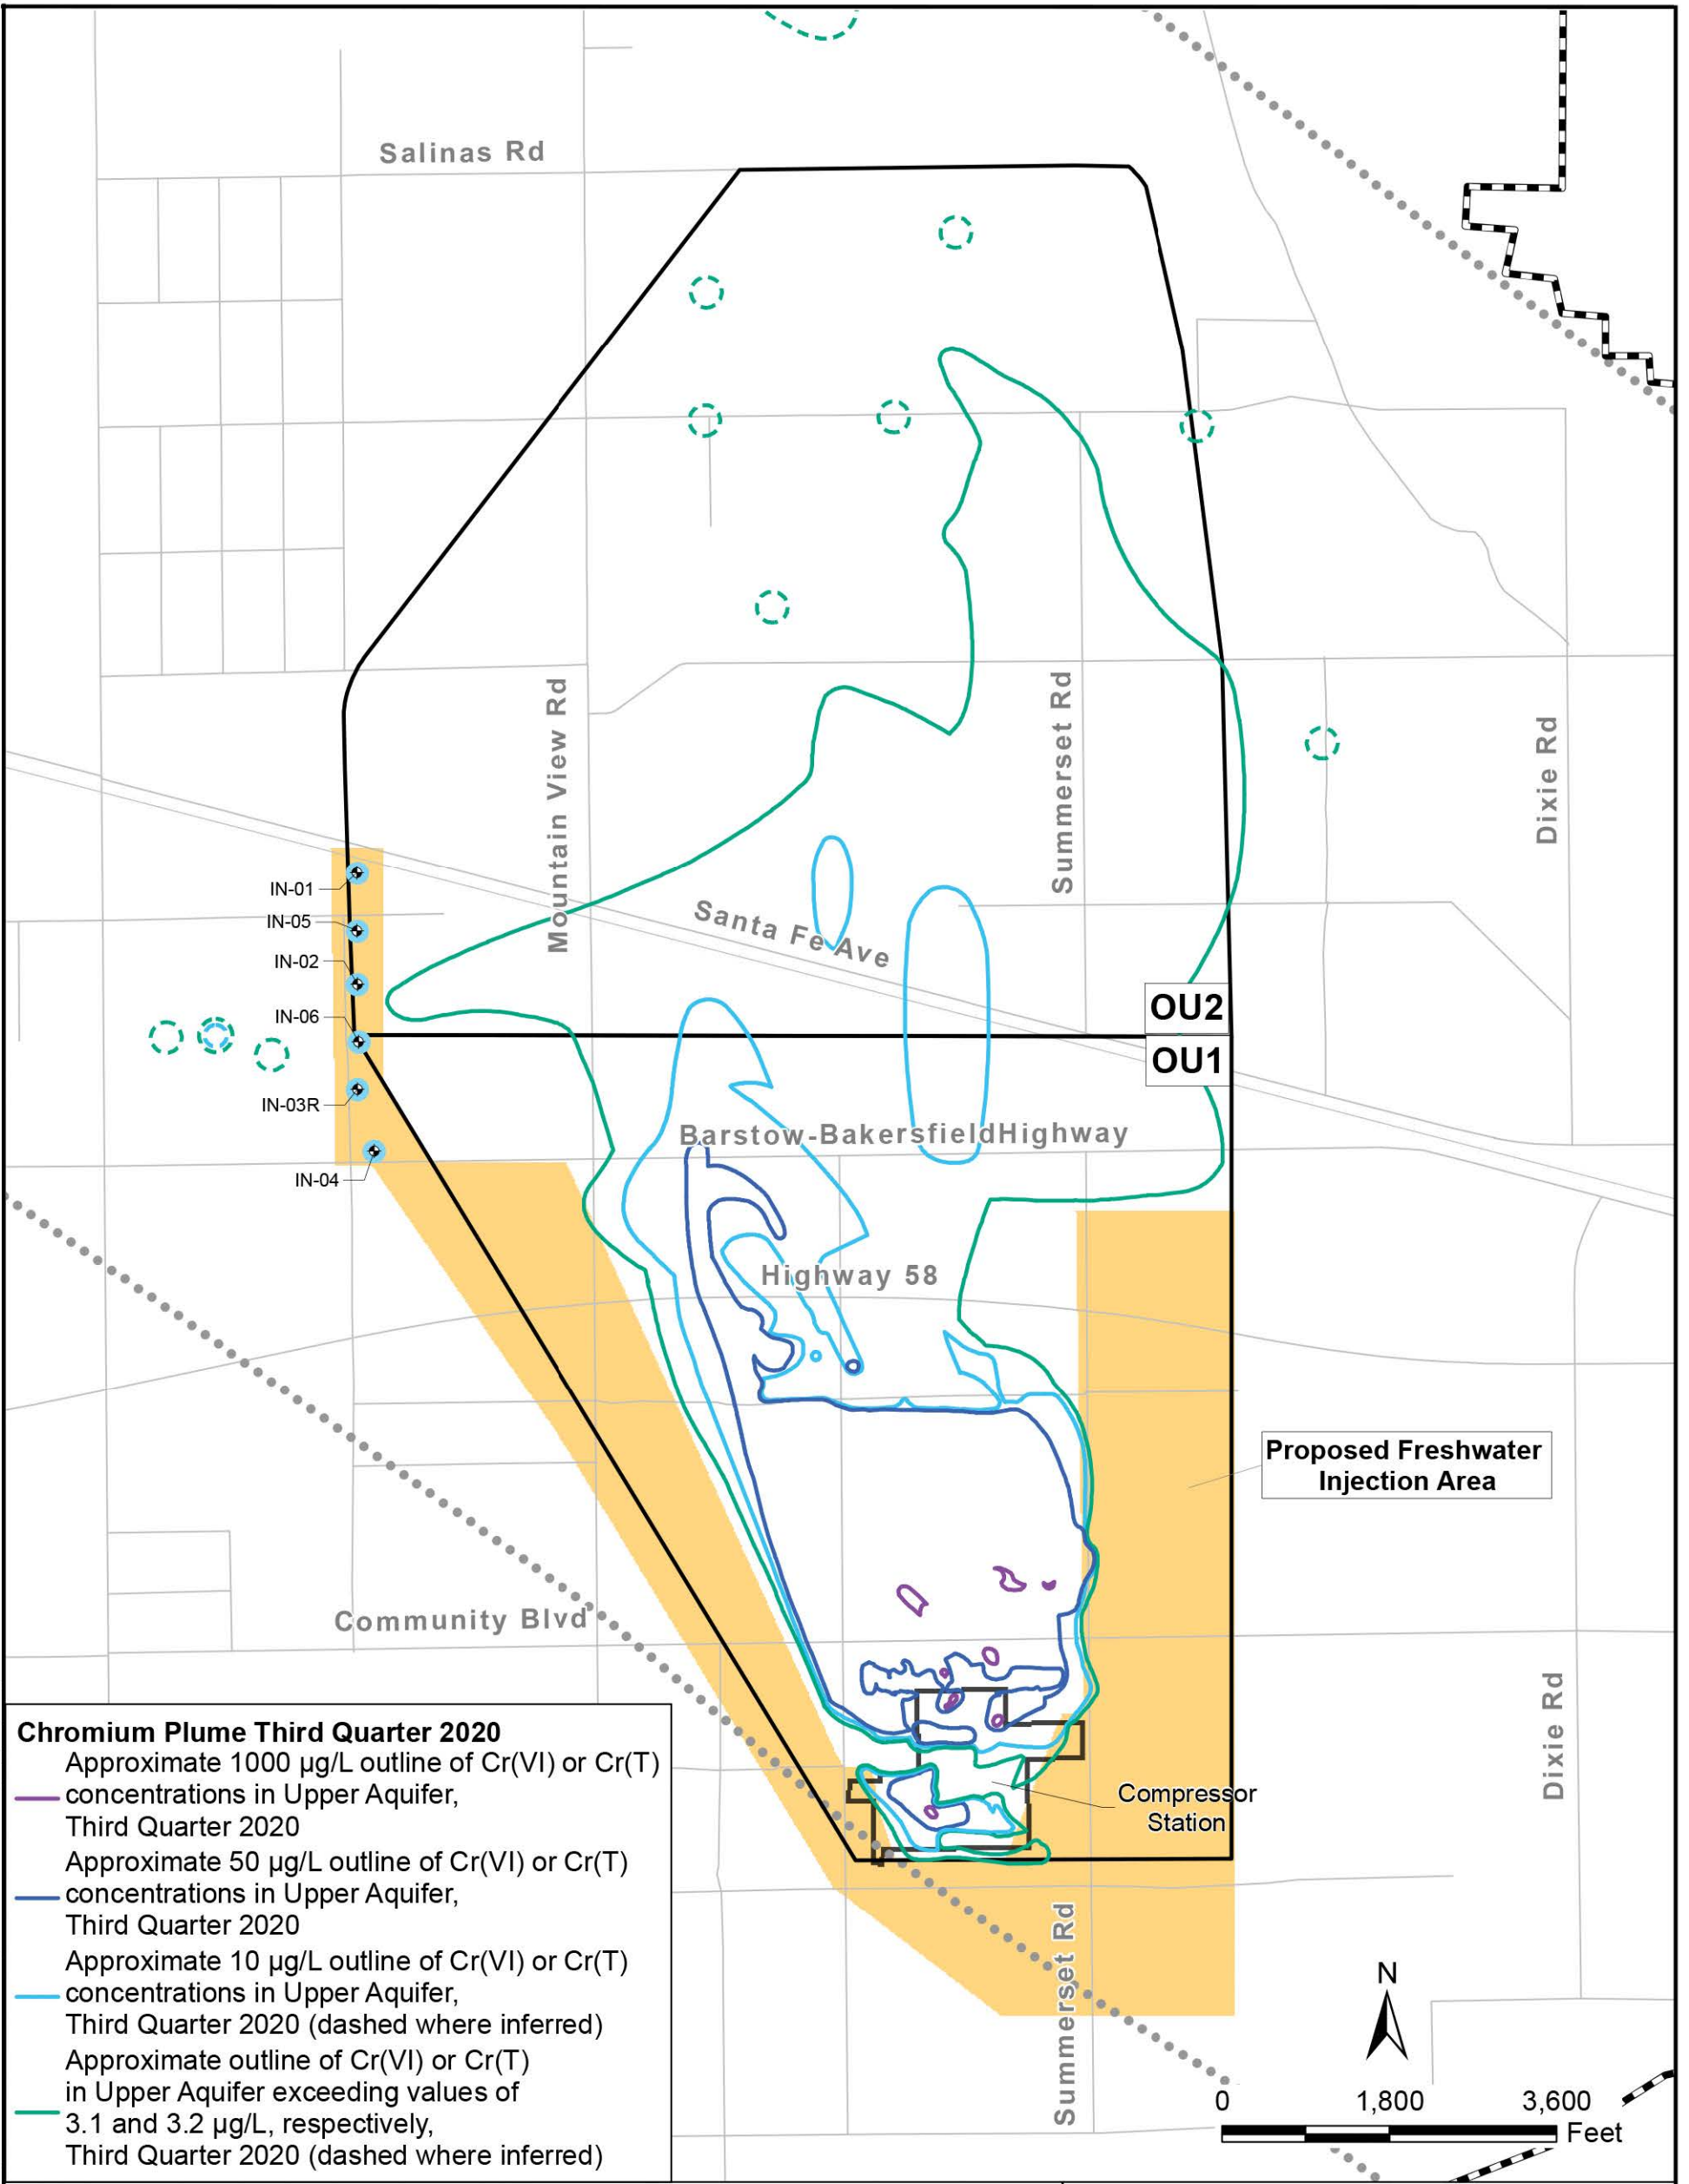 Salinas Rd
Mountain View Rd
Summerset Rd
Dixie Rd
IN-01
IN-05
IN-02
IN-06
IN-03R
IN-04
Santa Fe Ave
OU2
OU1
Barstow-BakersfieldHighway
Highway 58
Proposed Freshwater
Injection Area
Community Blvd
Dixie Rd
Compressor
Station
Summerset Rd
Chromium Plume Third Quarter 2020
Approximate 1000 µg/L outline of Cr(VI) or Cr(T)
concentrations in Upper Aquifer,
Third Quarter 2020
Approximate 50 µg/L outline of Cr(VI) or Cr(T)
concentrations in Upper Aquifer,
Third Quarter 2020
Approximate 10 µg/L outline of Cr(VI) or Cr(T)
concentrations in Upper Aquifer,
Third Quarter 2020 (dashed where inferred)
Approximate outline of Cr(VI) or Cr(T)
in Upper Aquifer exceeding values of
3.1 and 3.2 µg/L, respectively,
Third Quarter 2020 (dashed where inferred)
N
0 1,800 3,600
Feet